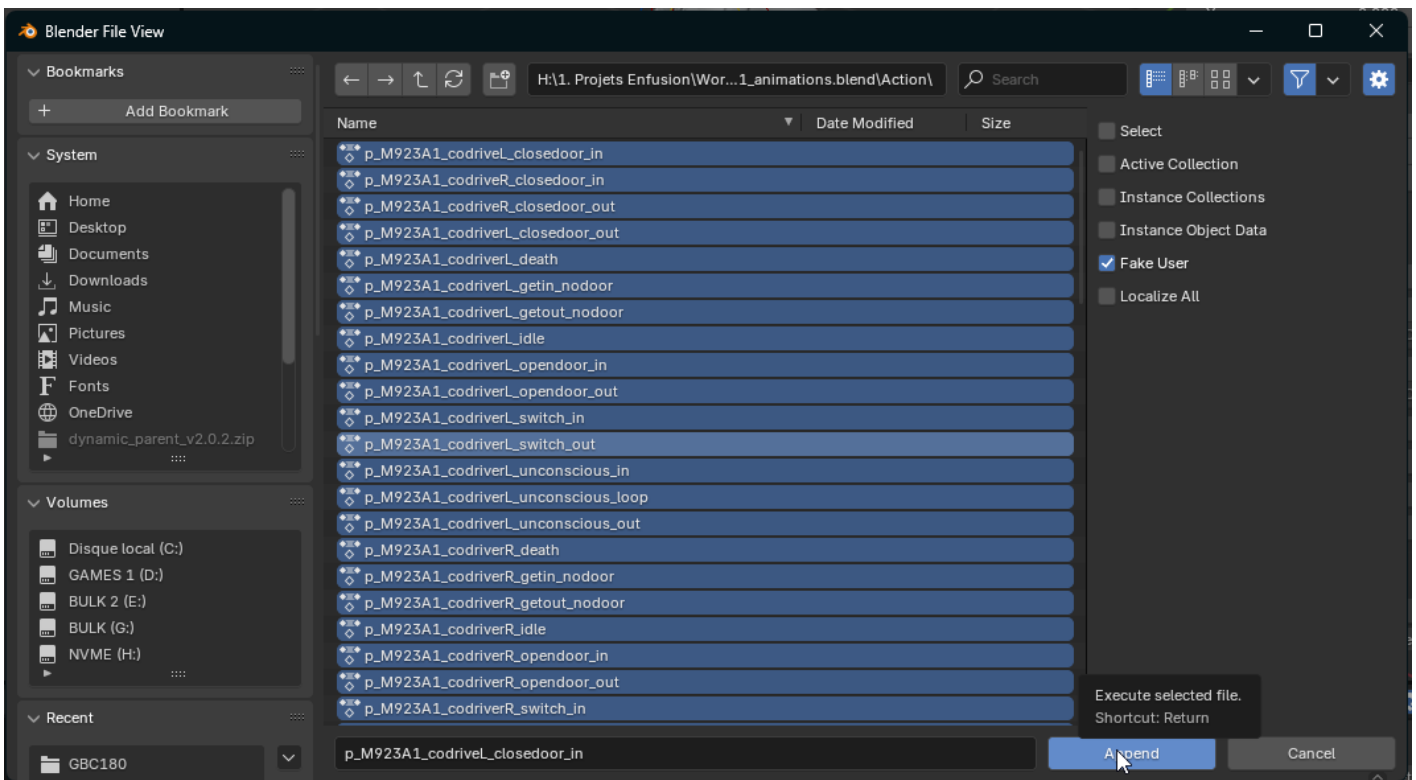 Blender File View
Bookmarks
Add Bookmark
System
Home
Desktop
Documents
Downloads
Music
Pictures
Videos
Fonts
OneDrive
dynamic_parent_v2.0.2.zip
Volumes
Disque local (C:)
GAMES 1 (D:)
BULK 2 (E:)
BULK (G:)
NVME (H:)
Recent
GBC180
H:\1. Projets Enfusion\Wor...1_animations.blend\Action\
Search
Name Date Modified Size
p_M923A1_codriveL_closedoor_in
p_M923A1_codriveR_closedoor_in
p_M923A1_codriveR_closedoor_out
p_M923A1_codriverL_closedoor_out
p_M923A1_codriverL_death
p_M923A1_codriverL_getin_nodoor
p_M923A1_codriverL_getout_nodoor
p_M923A1_codriverL_idle
p_M923A1_codriverL_opendoor_in
p_M923A1_codriverL_opendoor_out
p_M923A1_codriverL_switch_in
p_M923A1_codriverL_switch_out
p_M923A1_codriverL_unconscious_in
p_M923A1_codriverL_unconscious_loop
p_M923A1_codriverL_unconscious_out
p_M923A1_codriverR_death
p_M923A1_codriverR_getin_nodoor
p_M923A1_codriverR_getout_nodoor
p_M923A1_codriverR_idle
p_M923A1_codriverR_opendoor_in
p_M923A1_codriverR_opendoor_out
p_M923A1_codriverR_switch_in
Select
Active Collection
Instance Collections
Instance Object Data
Fake User
Localize All
Execute selected file.
Shortcut: Return
p_M923A1_codriveL_closedoor_in
Append
Cancel